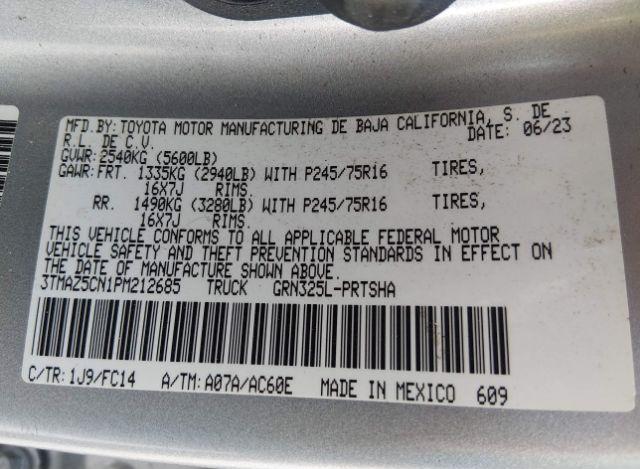 MFD.BY:TOYOTA MOTOR MANUFACTURING DE BAJA CALIFORNIA, S. DE
R.L. DE C.V. DATE: 06/23
GVWR:2540KG (5600LB)
GAWR:FRT. 1335KG (2940LB) WITH P245/75R16 TIRES,
16X7J RIMS.
RR. 1490KG (3280LB) WITH P245/75R16 TIRES,
16X7J RIMS.
THIS VEHICLE CONFORMS TO ALL APPLICABLE FEDERAL MOTOR
VEHICLE SAFETY AND THEFT PREVENTION STANDARDS IN EFFECT ON
THE DATE OF MANUFACTURE SHOWN ABOVE.
3TMAZ5CN1PM212685 TRUCK GRN325L-PRTSHA
C/TR:1J9/FC14 A/TM:A07A/AC60E MADE IN MEXICO 609